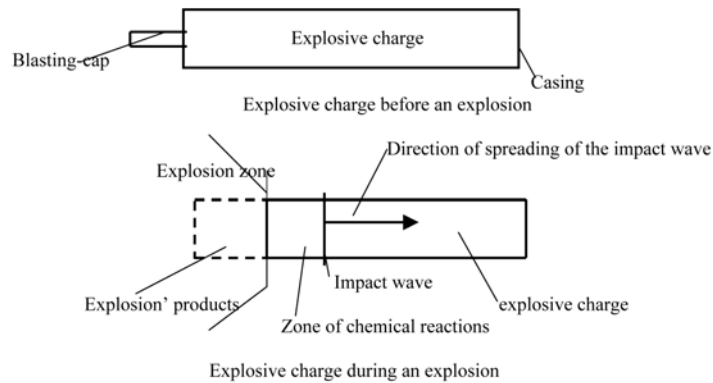 Explosive charge
Blasting-cap
Casing
Explosive charge before an explosion
Direction of spreading of the impact wave
Explosion zone
Impact wave
Explosion’ products
explosive charge
Zone of chemical reactions
Explosive charge during an explosion